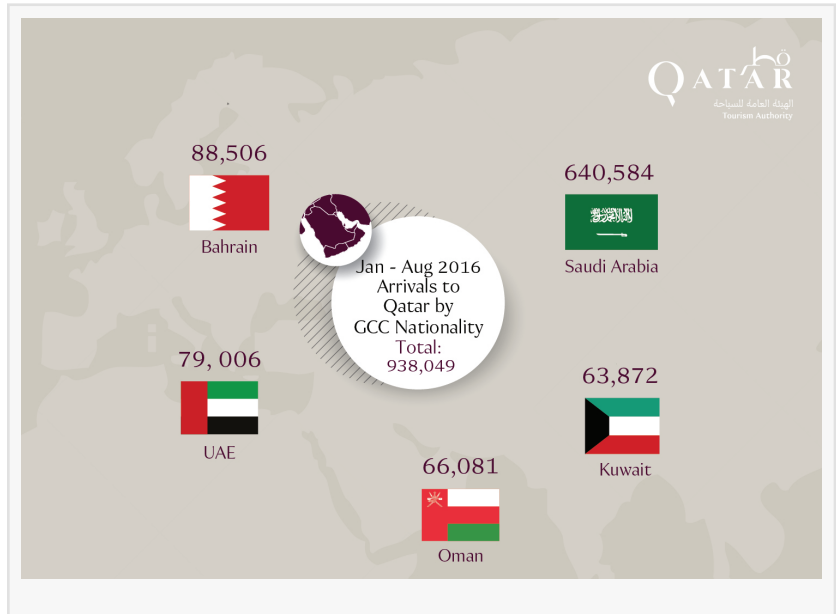 قطر
QATAR
الهيئة العامة للسياحة
Tourism Authority
88,506
Bahrain
640,584
Saudi Arabia
Jan - Aug 2016
Arrivals to
Qatar by
GCC Nationality
Total:
938,049
79, 006
UAE
63,872
Kuwait
66,081
Oman